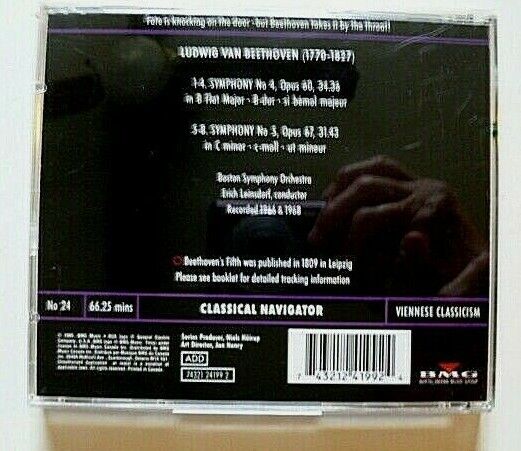 Fate is knocking on the door - but Beethoven takes it by the throat!
LUDWIG VAN BEETHOVEN (1770-1827)
1-4. SYMPHONY No 4, Opus 60, 34.36
in B Flat Major - B-dur - si bémol majeur
5-8. SYMPHONY No 5, Opus 67, 31.43
in C minor - c-moll - ut mineur
Boston Symphony Orchestra
Erich Leinsdorf, conductor
Recorded 1966 & 1968
Beethoven's Fifth was published in 1809 in Leipzig
Please see booklet for detailed tracking information
No 24
66.25 mins
CLASSICAL NAVIGATOR
VIENNESE CLASSICISM
Series Producer, Niels
Art Director, Jan Henry
ADD
74321 24199 2
7 43212 41992 4
BMG